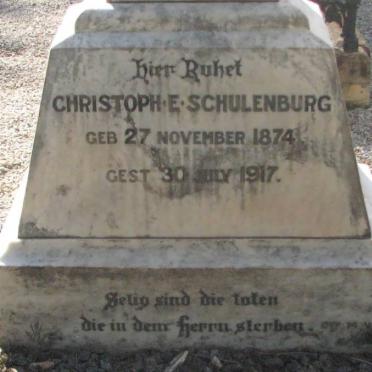 Hier Ruhet
CHRISTOPH·E·SCHULENBURG
GEB 27 NOVEMBER 1874
GEST 30 JULY 1917.
Selig sind die toten
die in dem Herrn sterben.